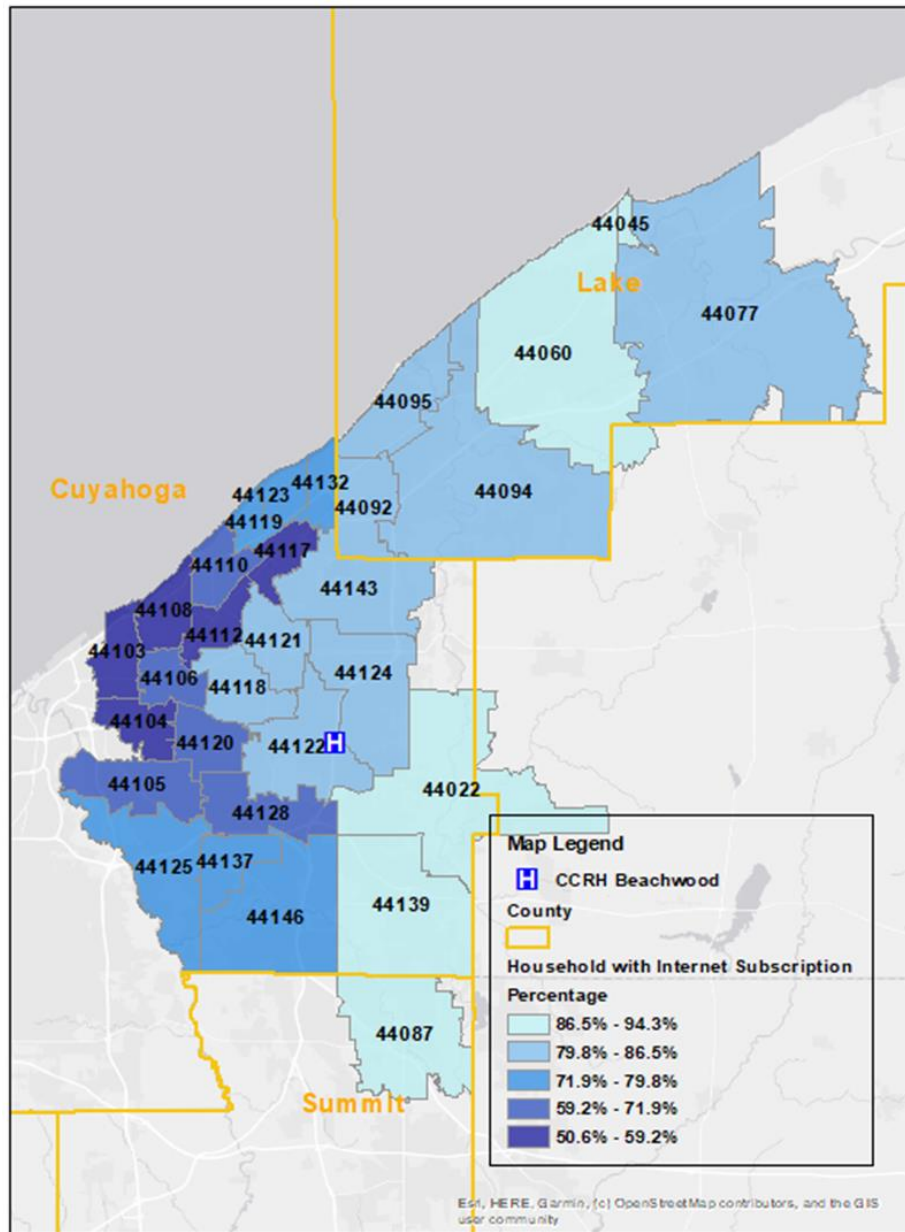 44045
Lake
44077
44060
44095
Cuyahoga
44132
44123
44094
44092
44119
44117
44110
44143
44108
44112
44121
44103
44124
44106
44118
44104
44120
44122
H
44105
44022
44128
44137
44125
44139
44146
44087
Summit
Map Legend
H CCRH Beachwood
County
Household with Internet Subscription
Percentage
86.5% - 94.3%
79.8% - 86.5%
71.9% - 79.8%
59.2% - 71.9%
50.6% - 59.2%
Esri, HERE, Garmin, (c) OpenStreetMap contributors, and the GIS
user community